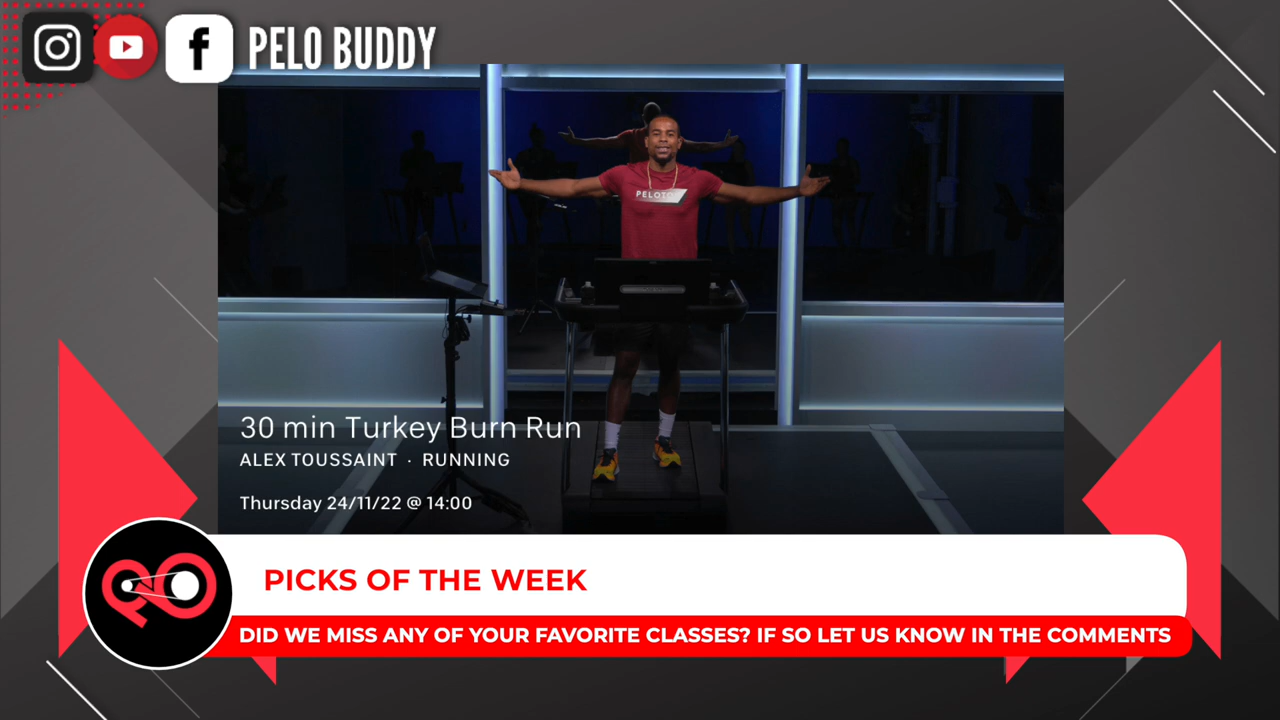 PELO BUDDY
PELOTON
30 min Turkey Burn Run
ALEX TOUSSAINT · RUNNING
Thursday 24/11/22 @ 14:00
PICKS OF THE WEEK
DID WE MISS ANY OF YOUR FAVORITE CLASSES? IF SO LET US KNOW IN THE COMMENTS